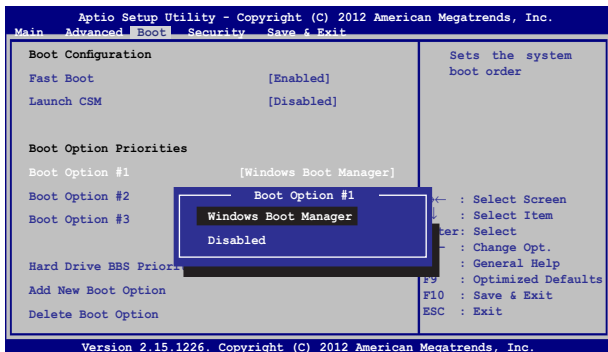 Aptio Setup Utility - Copyright (C) 2012 American Megatrends, Inc.
Main Advanced Boot Security Save & Exit
Boot Configuration
Fast Boot [Enabled]
Launch CSM [Disabled]
Boot Option Priorities
Boot Option #1 [Windows Boot Manager]
Boot Option #2
Boot Option #3
Hard Drive BBS
Add New Boot Option
Delete Boot Option
Boot Option #1
Windows Boot Manager
Disabled
Sets the system
boot order
← : Select Screen
: Select Item
: Select
: Change Opt.
: General Help
F9 : Optimized Defaults
F10 : Save & Exit
ESC : Exit
Version 2.15.1226. Copyright (C) 2012 American Megatrends, Inc.